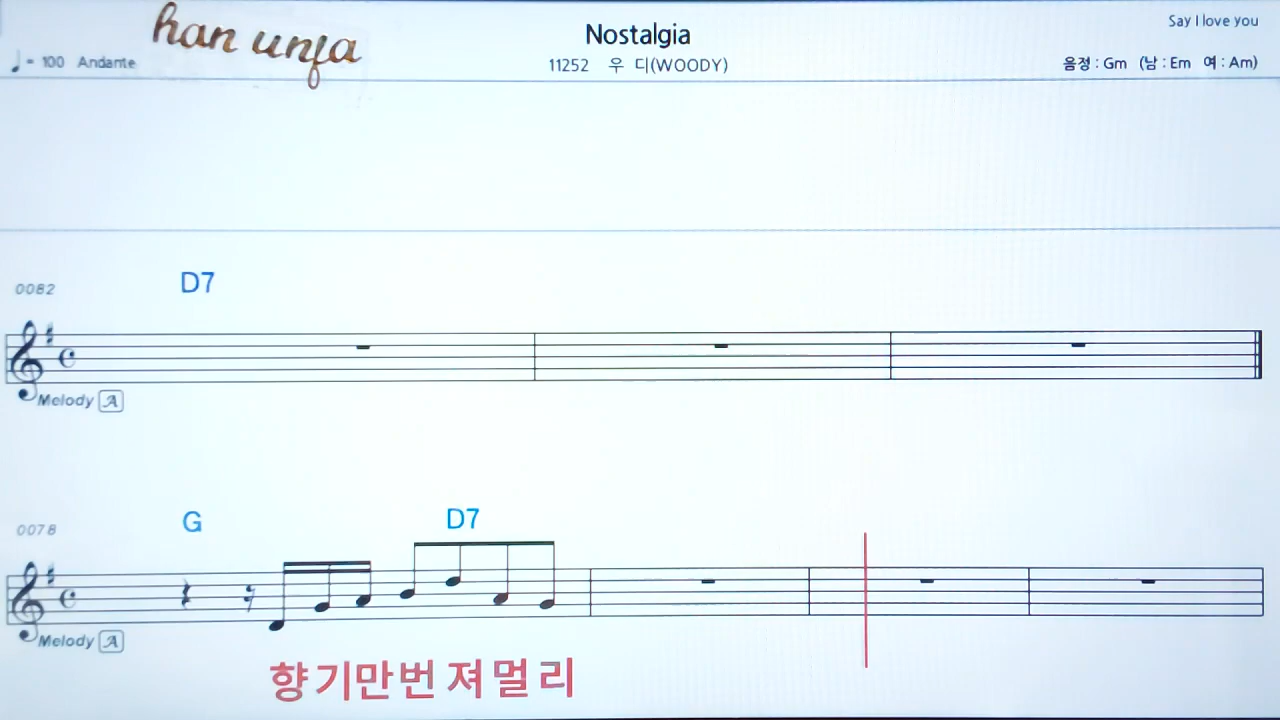 han unfa
Nostalgia
Say I love you
= 100 Andante
11252 우 디(WOODY)
음정 : Gm (남 : Em 여 : Am)
D7
0082
Melody A
G D7
0078
Melody A
향기만번져멀리